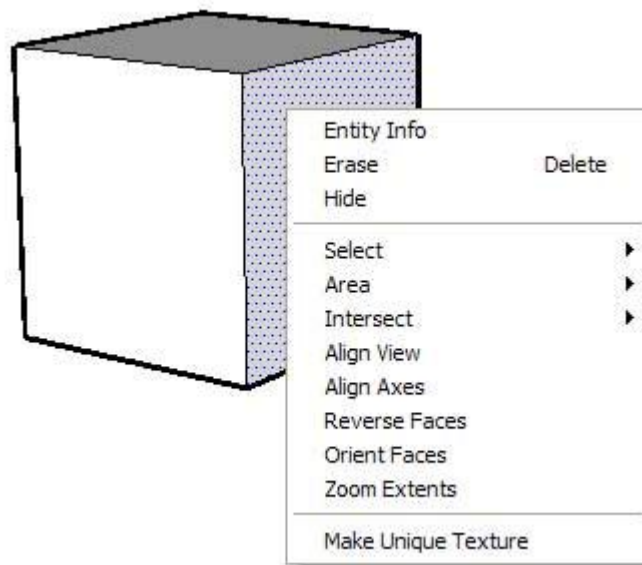 Entity Info
Erase Delete
Hide
Select
Area
Intersect
Align View
Align Axes
Reverse Faces
Orient Faces
Zoom Extents
Make Unique Texture